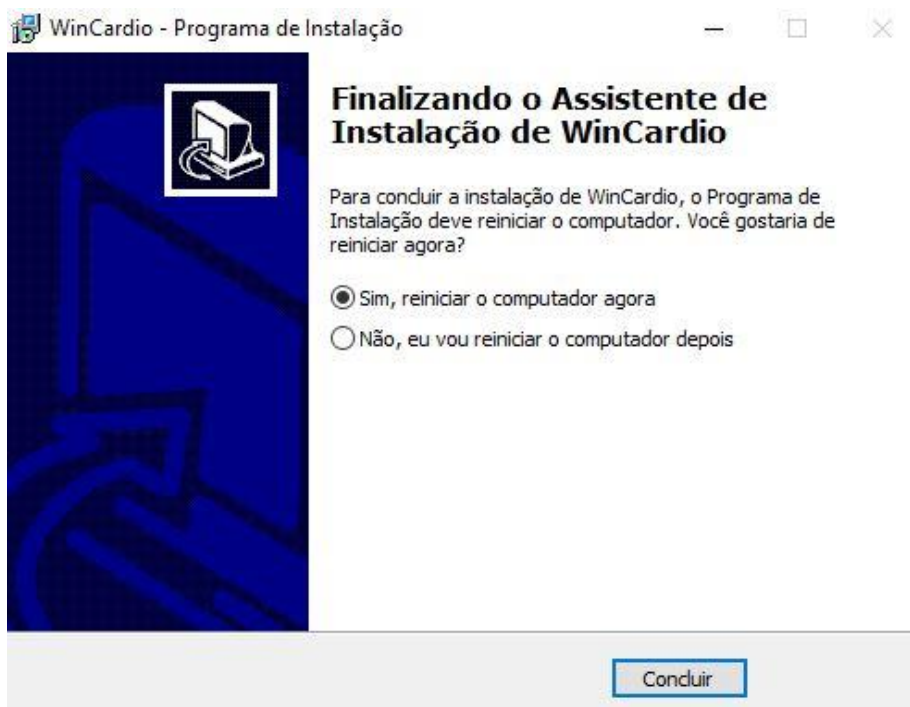 WinCardio - Programa de Instalação
Finalizando o Assistente de
Instalação de WinCardio
Para concluir a instalação de WinCardio, o Programa de
Instalação deve reiniciar o computador. Você gostaria de
reiniciar agora?
Sim, reiniciar o computador agora
Não, eu vou reiniciar o computador depois
Concluir